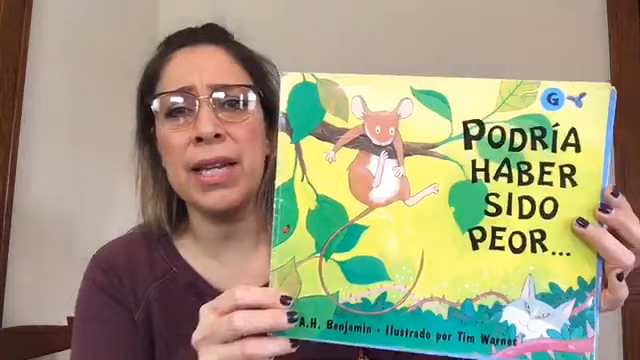 G
PODRÍA
HABER
SIDO
PEOR...
A.H. Benjamin • Ilustrado por Tim Warnes